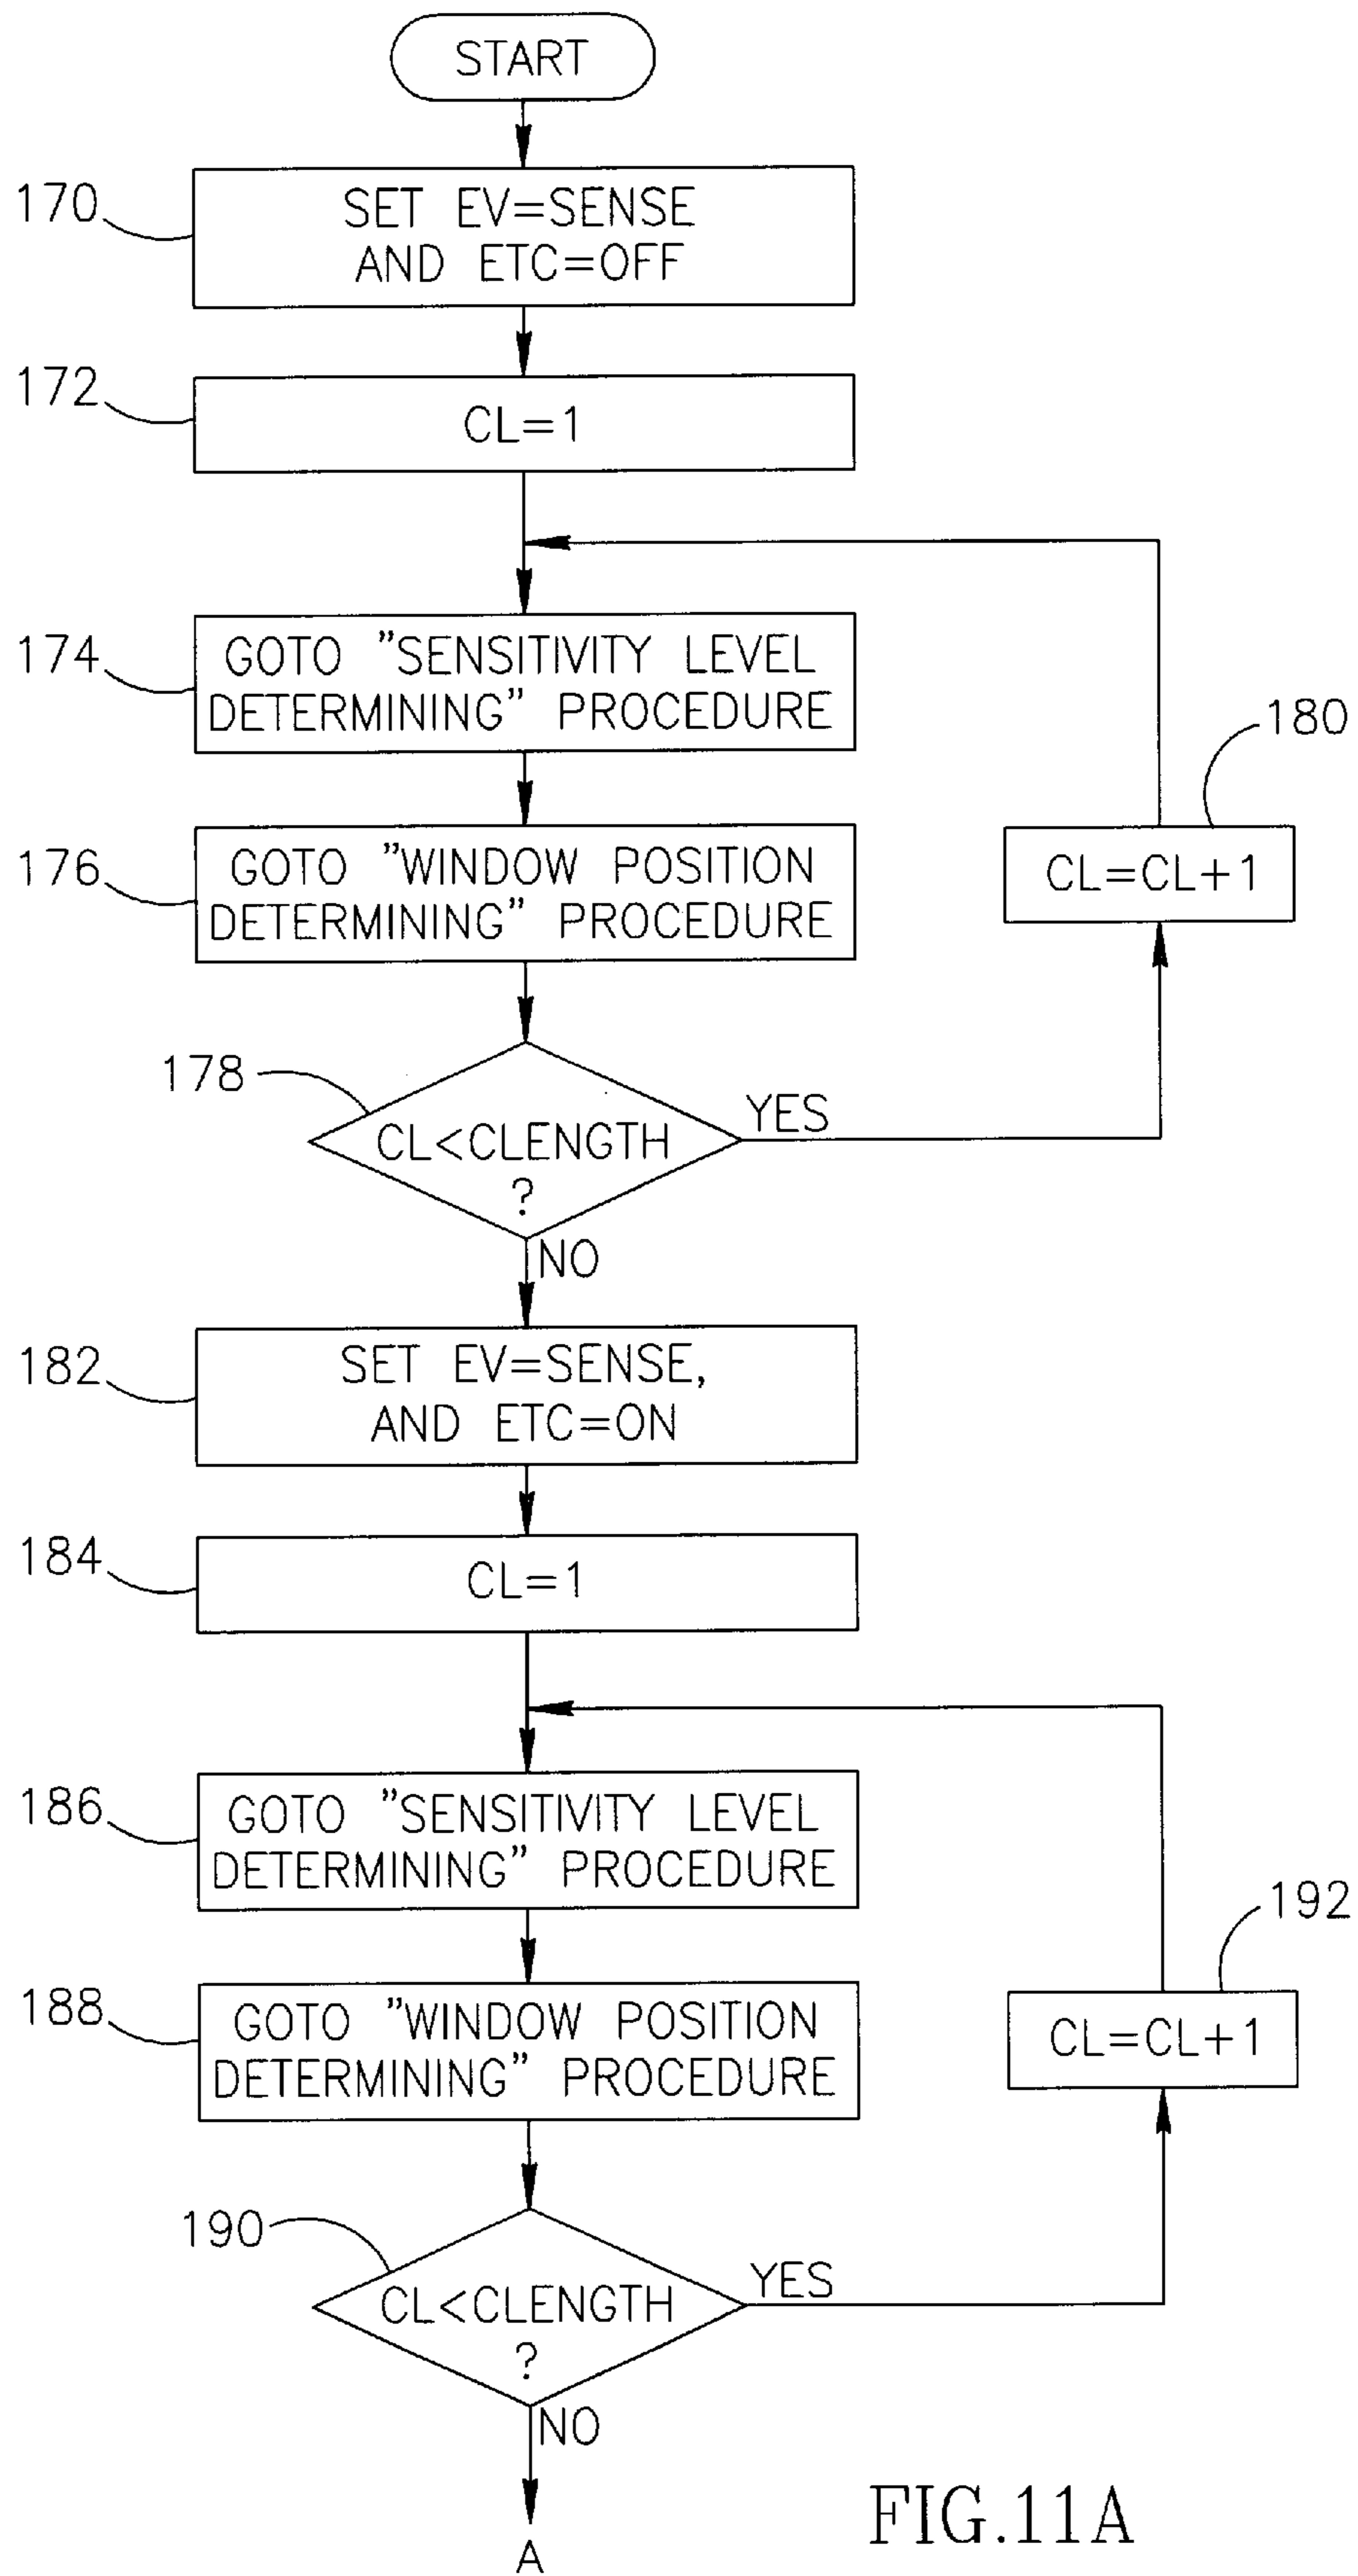 START
170
SET EV=SENSE
AND ETC=OFF
172
CL=1
174
GOTO "SENSITIVITY LEVEL
DETERMINING" PROCEDURE
180
CL=CL+1
176
GOTO "WINDOW POSITION
DETERMINING" PROCEDURE
178
CL<CLENGTH
?
YES
NO
182
SET EV=SENSE,
AND ETC=ON
184
CL=1
186
GOTO "SENSITIVITY LEVEL
DETERMINING" PROCEDURE
192
CL=CL+1
188
GOTO "WINDOW POSITION
DETERMINING" PROCEDURE
190
CL<CLENGTH
?
YES
NO
A
FIG.11A